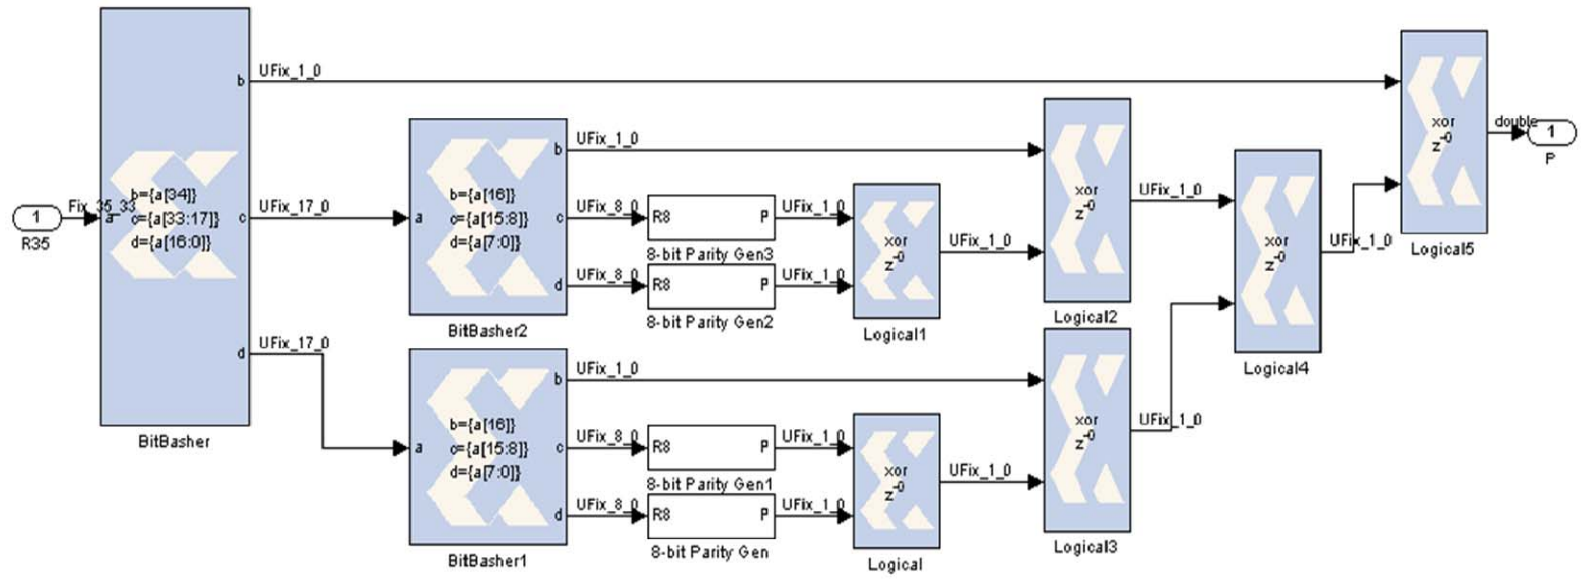 1
R35
Fix_35_33
a
b={a[34]}
c={a[33:17]}
d={a[16:0]}
b
c
d
BitBasher
UFix_1_0
UFix_17_0
UFix_17_0
a
b={a[16]}
c={a[15:8]}
d={a[7:0]}
b
c
d
BitBasher2
UFix_1_0
UFix_8_0
UFix_8_0
R8 P
8-bit Parity Gen3
R8 P
8-bit Parity Gen2
UFix_1_0
UFix_1_0
xor
z-0
Logical1
UFix_1_0
xor
z-0
Logical2
UFix_1_0
a
b={a[16]}
c={a[15:8]}
d={a[7:0]}
b
c
d
BitBasher1
UFix_1_0
UFix_8_0
UFix_8_0
R8 P
8-bit Parity Gen1
R8 P
8-bit Parity Gen
UFix_1_0
UFix_1_0
xor
z-0
Logical
UFix_1_0
xor
z-0
Logical3
UFix_1_0
xor
z-0
Logical4
UFix_1_0
xor
z-0
Logical5
double
1
P